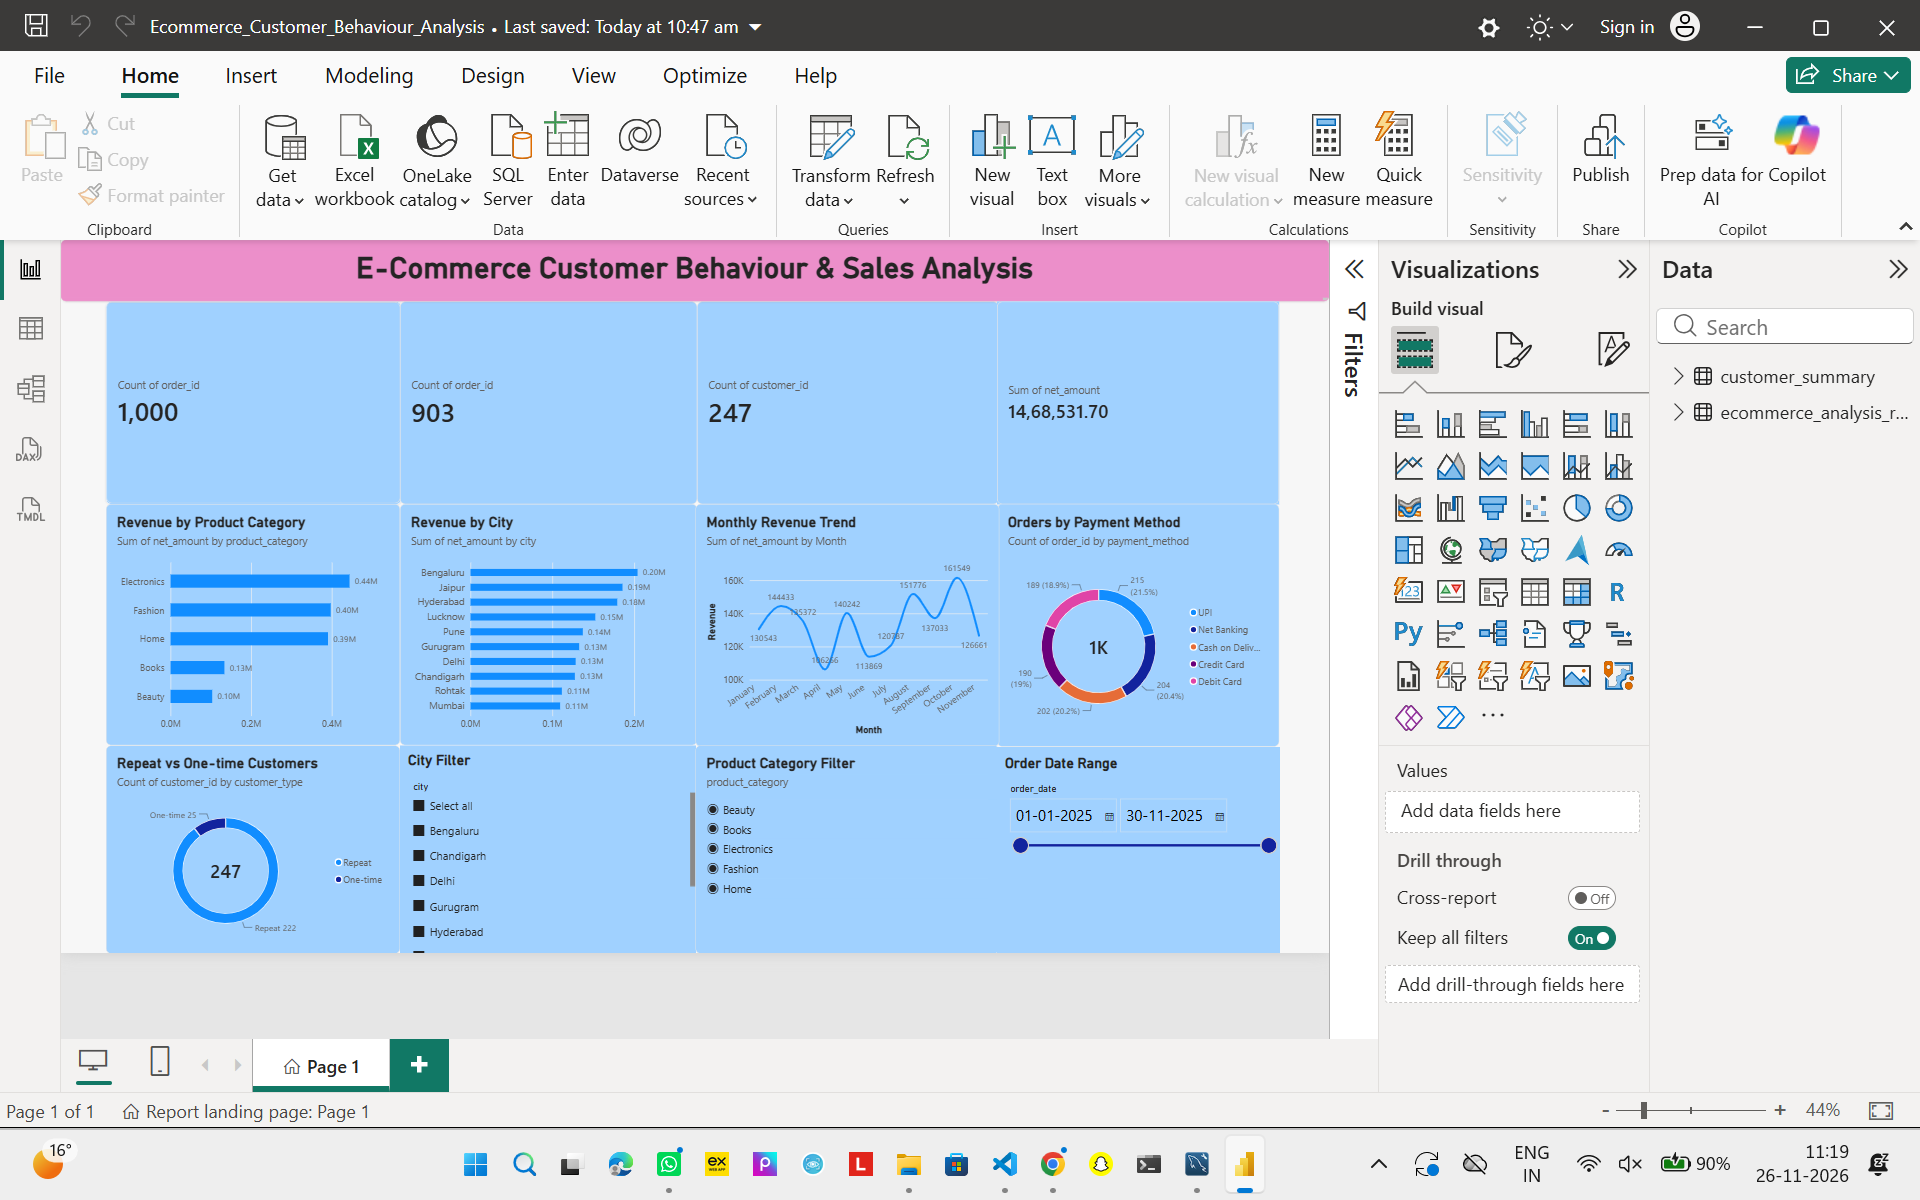 Ecommerce_Customer_Behaviour_Analysis • Last saved: Today at 10:47 am
Sign in
File Home Insert Modeling Design View Optimize Help
Share
Paste
Cut
Copy
Format painter
Clipboard
Get data
Excel workbook
OneLake catalog
SQL Server
Enter data
Dataverse
Recent sources
Data
Transform data
Refresh
Queries
New visual
Text box
More visuals
Insert
New visual calculation
New measure
Quick measure
Calculations
Sensitivity
Sensitivity
Publish
Share
Prep data for AI
Copilot
Copilot
DAX
TMDL
E-Commerce Customer Behaviour & Sales Analysis
Count of order_id
1,000
Count of order_id
903
Count of customer_id
247
Sum of net_amount
14,68,531.70
Revenue by Product Category
Sum of net_amount by product_category
Electronics 0.44M
Fashion 0.40M
Home 0.39M
Books 0.13M
Beauty 0.10M
0.0M 0.2M 0.4M
Revenue by City
Sum of net_amount by city
Bengaluru 0.20M
Jaipur 0.19M
Hyderabad 0.18M
Lucknow 0.15M
Pune 0.14M
Gurugram 0.13M
Delhi 0.13M
Chandigarh 0.13M
Rohtak 0.11M
Mumbai 0.11M
0.0M 0.1M 0.2M
Monthly Revenue Trend
Sum of net_amount by Month
Revenue
160K
140K
120K
100K
130543
144433
135372
140242
113869
151776
137033
161549
126661
January
February
March
April
May
June
July
August
September
October
November
Month
Orders by Payment Method
Count of order_id by payment_method
189 (18.9%)
215 (21.5%)
190 (19%)
204 (20.4%)
202 (20.2%)
1K
UPI
Net Banking
Cash on Deliv...
Credit Card
Debit Card
Repeat vs One-time Customers
Count of customer_id by customer_type
One-time 25
247
Repeat 222
Repeat
One-time
City Filter
city
Select all
Bengaluru
Chandigarh
Delhi
Gurugram
Hyderabad
Product Category Filter
product_category
Beauty
Books
Electronics
Fashion
Home
Order Date Range
order_date
01-01-2025 30-11-2025
Filters
Visualizations
Build visual
123
R
Py
Values
Add data fields here
Drill through
Cross-report Off
Keep all filters On
Add drill-through fields here
Data
Search
customer_summary
ecommerce_analysis_r...
Page 1
Page 1 of 1
Report landing page: Page 1
- + 44%
16°
ex
P
L
ENG
IN
90%
11:19
26-11-2026